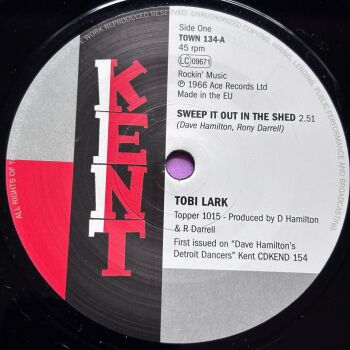 Side One
TOWN 134-A
45 rpm
LC 09671
Rockin' Music
℗ 1966 Ace Records Ltd
Made in the EU
SWEEP IT OUT IN THE SHED 2.51
(Dave Hamilton, Rony Darrell)
KENT
TOBI LARK
Topper 1015 - Produced by D Hamilton
& R Darrell
First issued on "Dave Hamilton's
Detroit Dancers" Kent CDKEND 154
ALL RIGHTS OF THE
WORK REPRODUCED RESERVED. UNAUTHORIZED COPYING, HIRING, LENDING, PUBLIC PERFORMANCE AND BROADCASTING